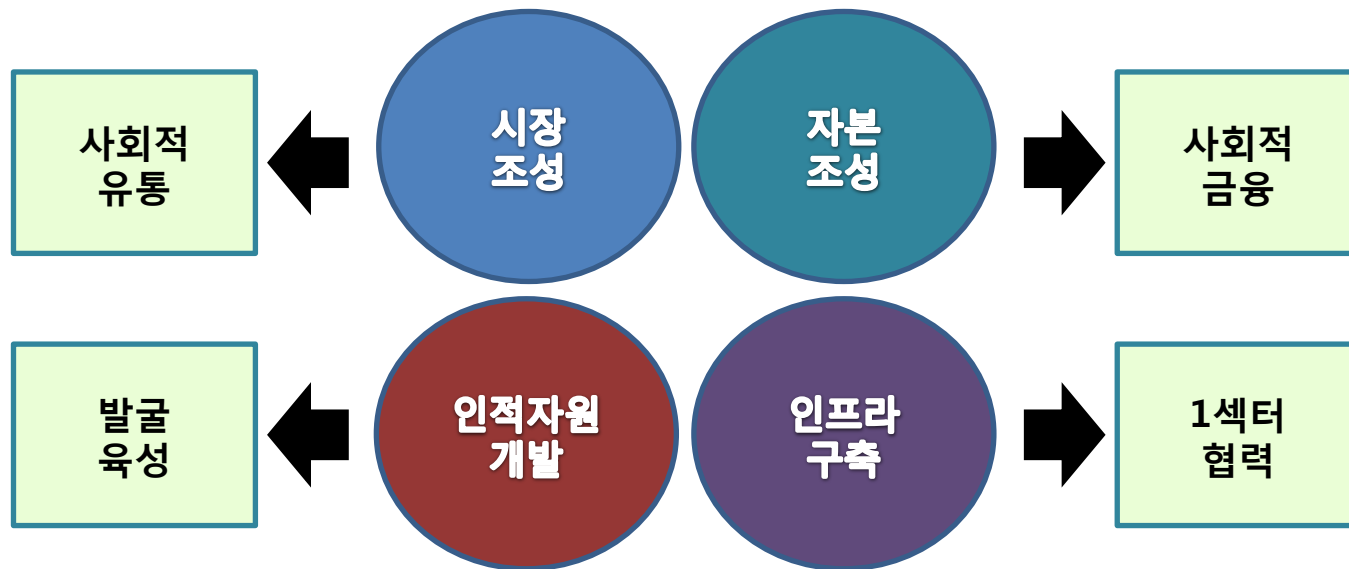 사회적
유통
시장
조성
자본
조성
사회적
금융
발굴
육성
인적자원
개발
인프라
구축
1섹터
협력